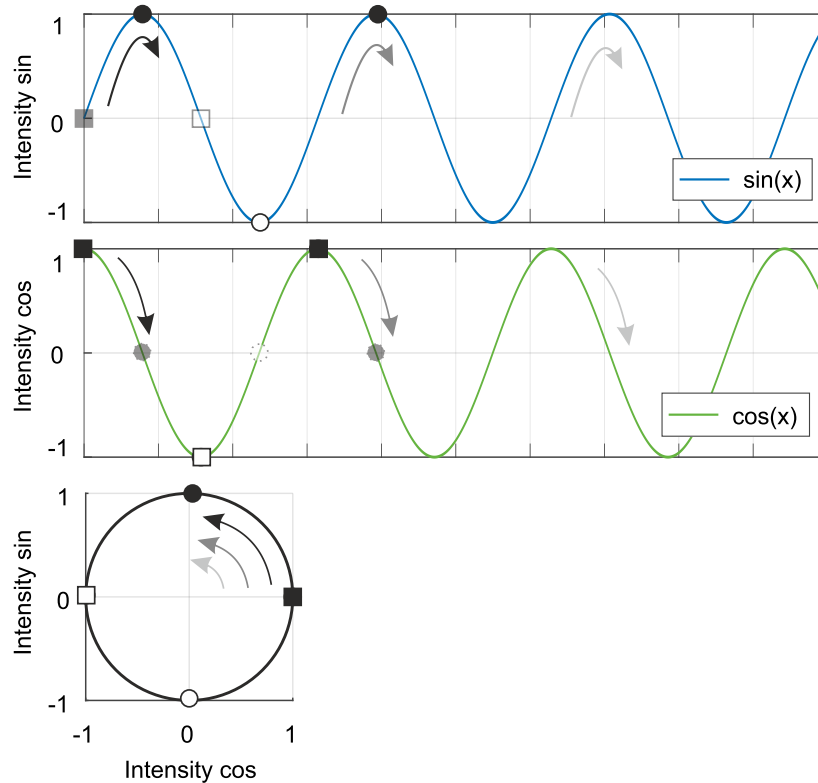 Intensity sin
1
0
-1
sin(x)
Intensity cos
1
0
-1
cos(x)
Intensity sin
1
0
-1
-1 0 1
Intensity cos